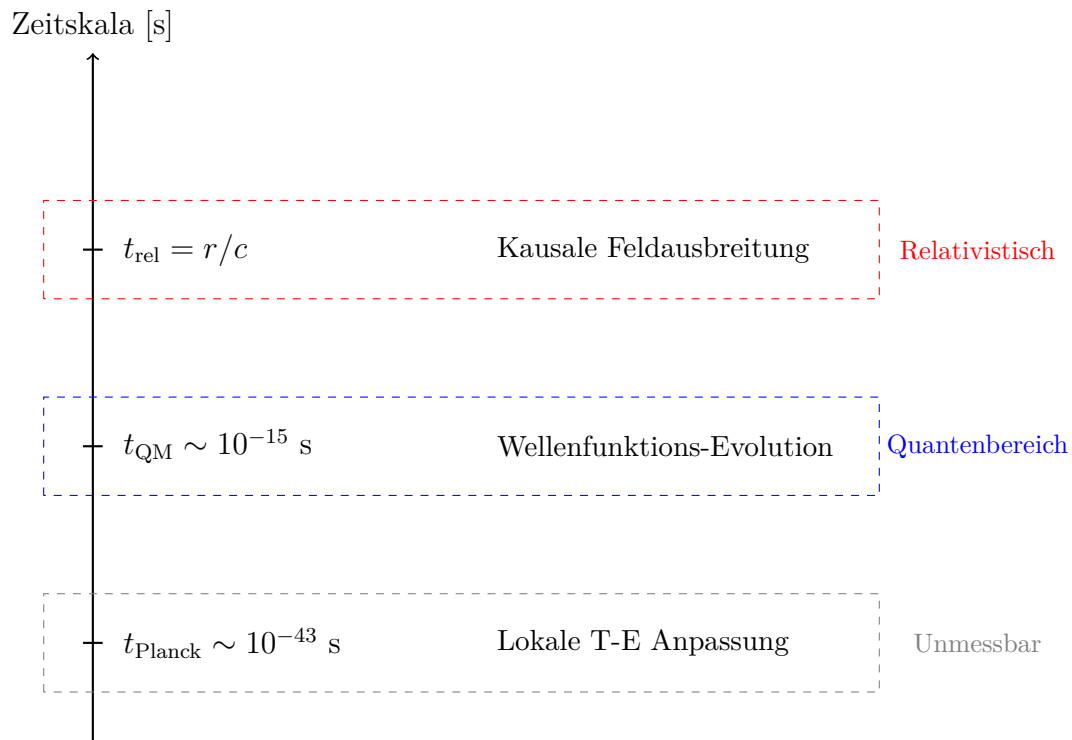 Zeitskala [s]
t_rel = r/c Kausale Feldausbreitung Relativistisch
t_QM ∼ 10⁻¹⁵ s Wellenfunktions-Evolution Quantenbereich
t_Planck ∼ 10⁻⁴³ s Lokale T-E Anpassung Unmessbar